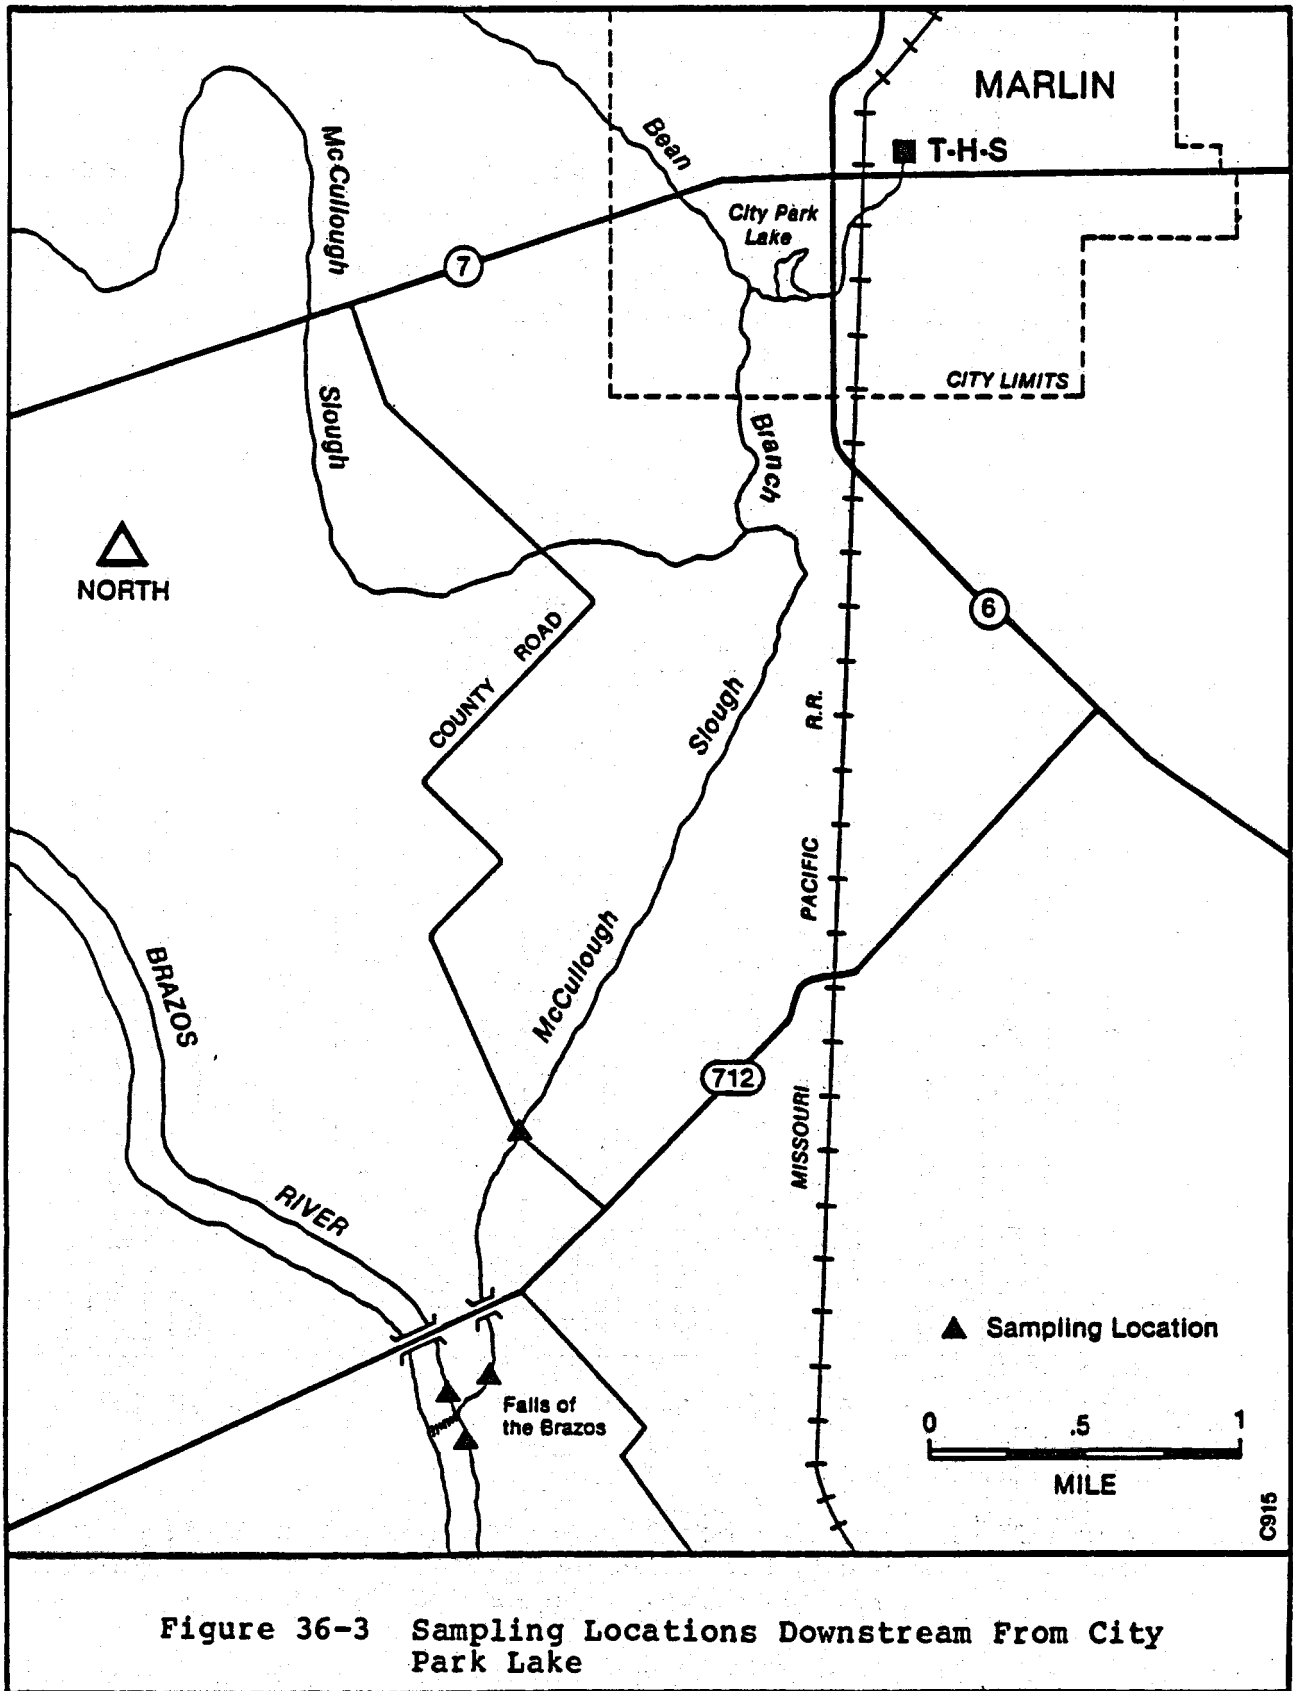 MARLIN
T-H-S
Bean
McCullough
City Park
Lake
7
CITY LIMITS
Slough
Branch
NORTH
6
COUNTY ROAD
Slough
R.R.
PACIFIC
McCullough
BRAZOS
712
MISSOURI
RIVER
Sampling Location
Falls of
the Brazos
0 .5 1
MILE
C915
Figure 36-3 Sampling Locations Downstream From City
Park Lake